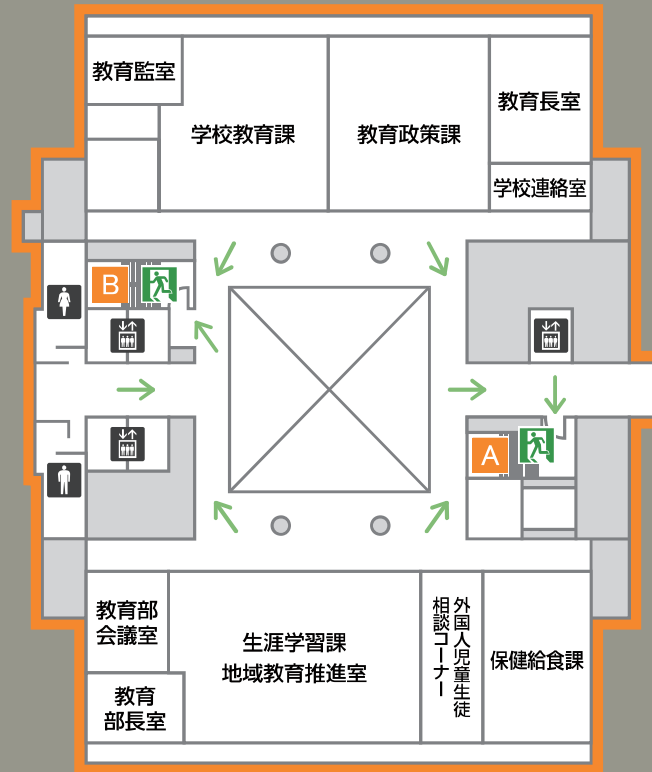 教育監室
学校教育課
教育政策課
教育長室
学校連絡室
B
A
教育部
会議室
生涯学習課
地域教育推進室
外国人児童生徒
相談コーナー
保健給食課
教育
部長室